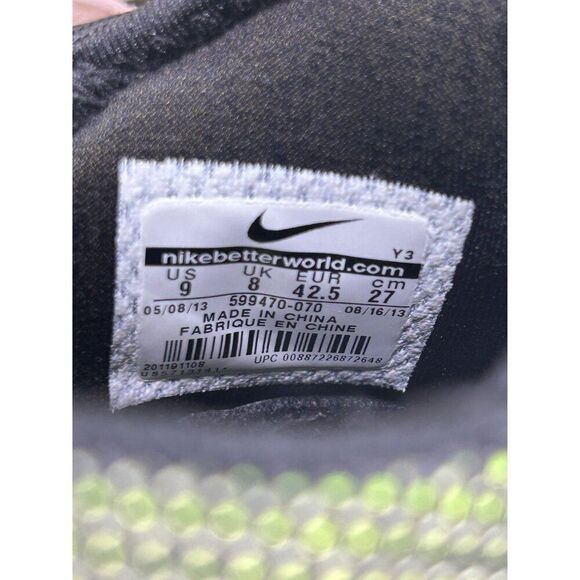 Y3
nikebetterworld.com
US UK EUR cm
9 8 42.5 27
05/08/13 599470-070 08/16/13
MADE IN CHINA
FABRIQUE EN CHINE
UPC 00887226872648
201191108